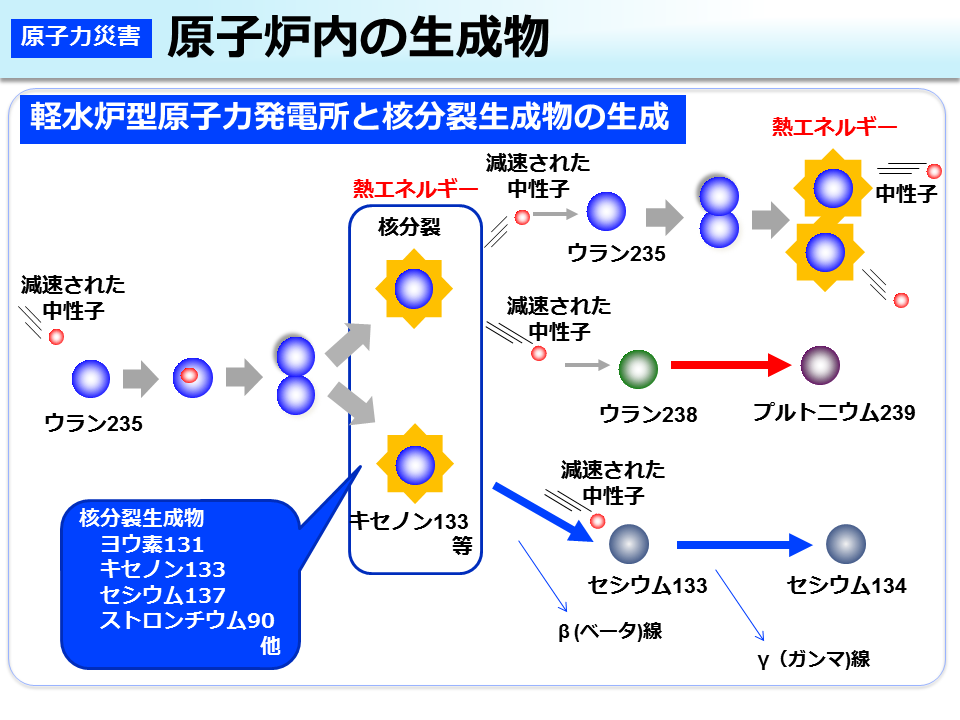 原子力災害
原子炉内の生成物
軽水炉型原子力発電所と核分裂生成物の生成
熱エネルギー
核分裂
減速された
中性子
ウラン235
熱エネルギー
中性子
減速された
中性子
ウラン235
減速された
中性子
ウラン238
プルトニウム239
キセノン133
等
減速された
中性子
セシウム133
セシウム134
β(ベータ)線
γ(ガンマ)線
核分裂生成物
ヨウ素131
キセノン133
セシウム137
ストロンチウム90
他